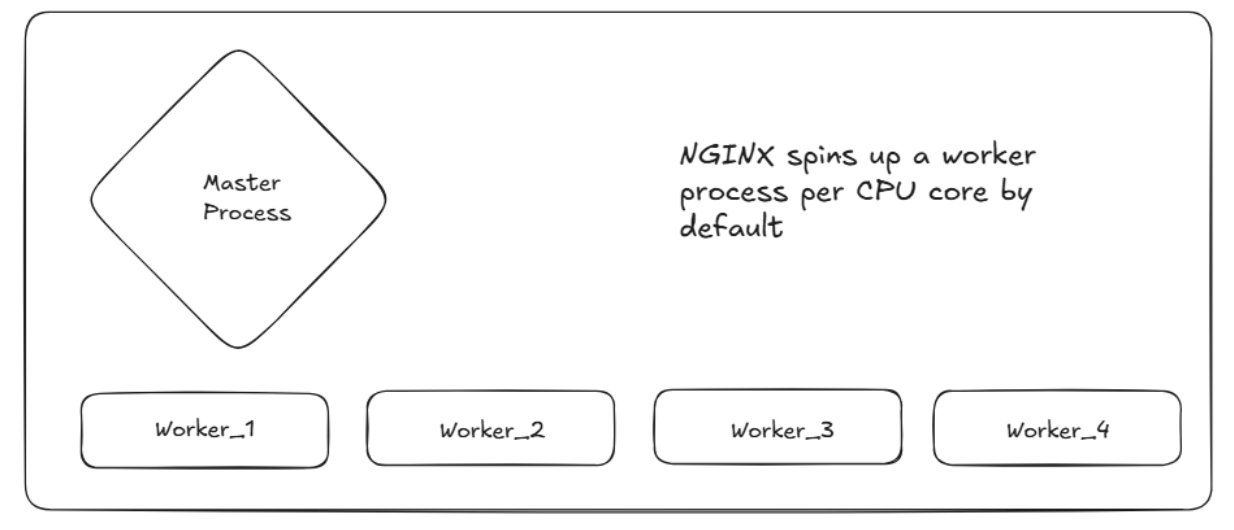 Master
Process
NGINX spins up a worker
process per CPU core by
default
Worker_1
Worker_2
Worker_3
Worker_4